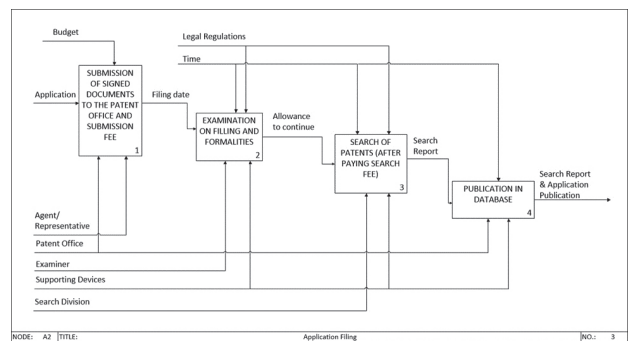 Budget
Legal Regulations
Time
SUBMISSION
OF SIGNED
DOCUMENTS
TO THE PATENT
OFFICE AND
SUBMISSION
FEE
1
Application
Filing date
EXAMINATION
ON FILLING AND
FORMALITIES
2
Allowance
to continue
SEARCH OF
PATENTS (AFTER
PAYING SEARCH
FEE)
3
Search
Report
PUBLICATION IN
DATABASE
4
Search Report
& Application
Publication
Agent/
Representative
Patent Office
Examiner
Supporting Devices
Search Division
NODE: A2 TITLE: Application Filing NO.: 3